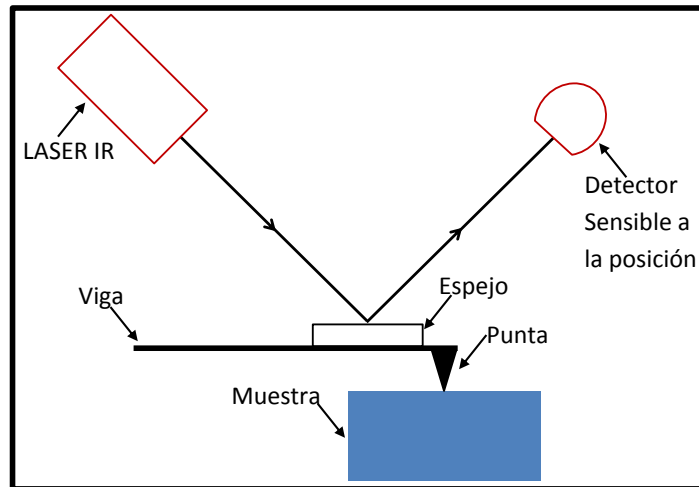 LASER IR
Detector
Sensible a
la posición
Espejo
Viga
Punta
Muestra